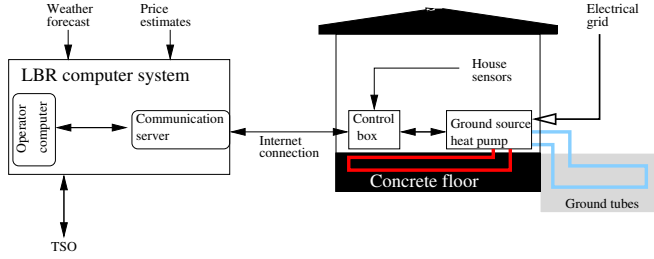 Weather
forecast
Price
estimates
Electrical
grid
LBR computer system
House
sensors
Operator
computer
Communication
server
Internet
connection
Control
box
Ground source
heat pump
Concrete floor
Ground tubes
TSO